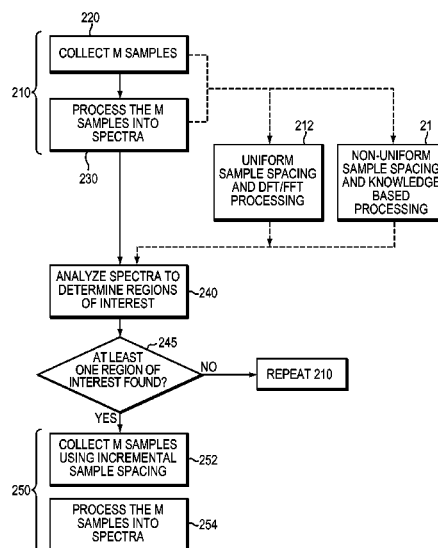 220
COLLECT M SAMPLES
210
PROCESS THE M
SAMPLES INTO
SPECTRA
230
212
UNIFORM
SAMPLE SPACING
AND DFT/FFT
PROCESSING
21
NON-UNIFORM
SAMPLE SPACING
AND KNOWLEDGE
BASED
PROCESSING
ANALYZE SPECTRA TO
DETERMINE REGIONS
OF INTEREST
240
245
AT LEAST
ONE REGION OF
INTEREST FOUND?
NO
REPEAT 210
YES
250
COLLECT M SAMPLES
USING INCREMENTAL
SAMPLE SPACING
252
PROCESS THE M
SAMPLES INTO
SPECTRA
254